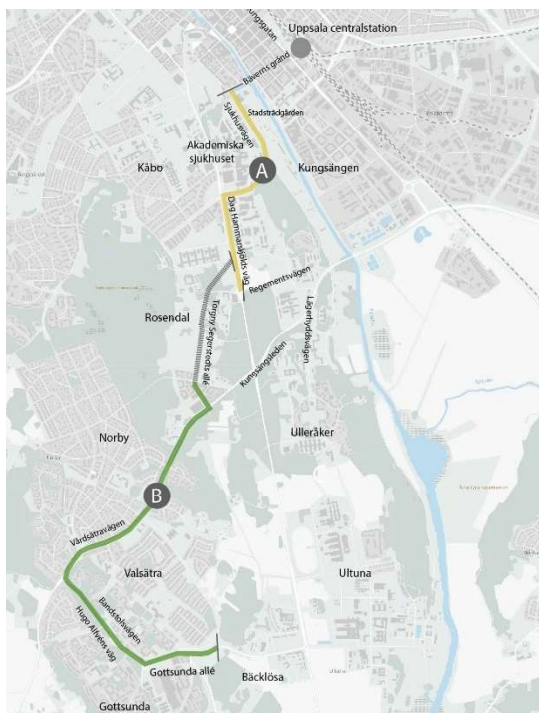 Kungsgatan
Uppsala centralstation
Bäverns gränd
Sjukhusvägen
Stadsträdgården
Akademiska
sjukhuset
A
Kåbo
Kungsängen
Dag Hammarskjölds väg
Regementsvägen
Rosendal
Torgny Segerstedts allé
Lägerhyddsvägen
Kungsängsleden
Norby
Ulleråker
B
Vårdsätravägen
Valsätra
Ultuna
Bandstolsvägen
Hugo Alfvéns väg
Gottsunda allé
Bäcklösa
Gottsunda